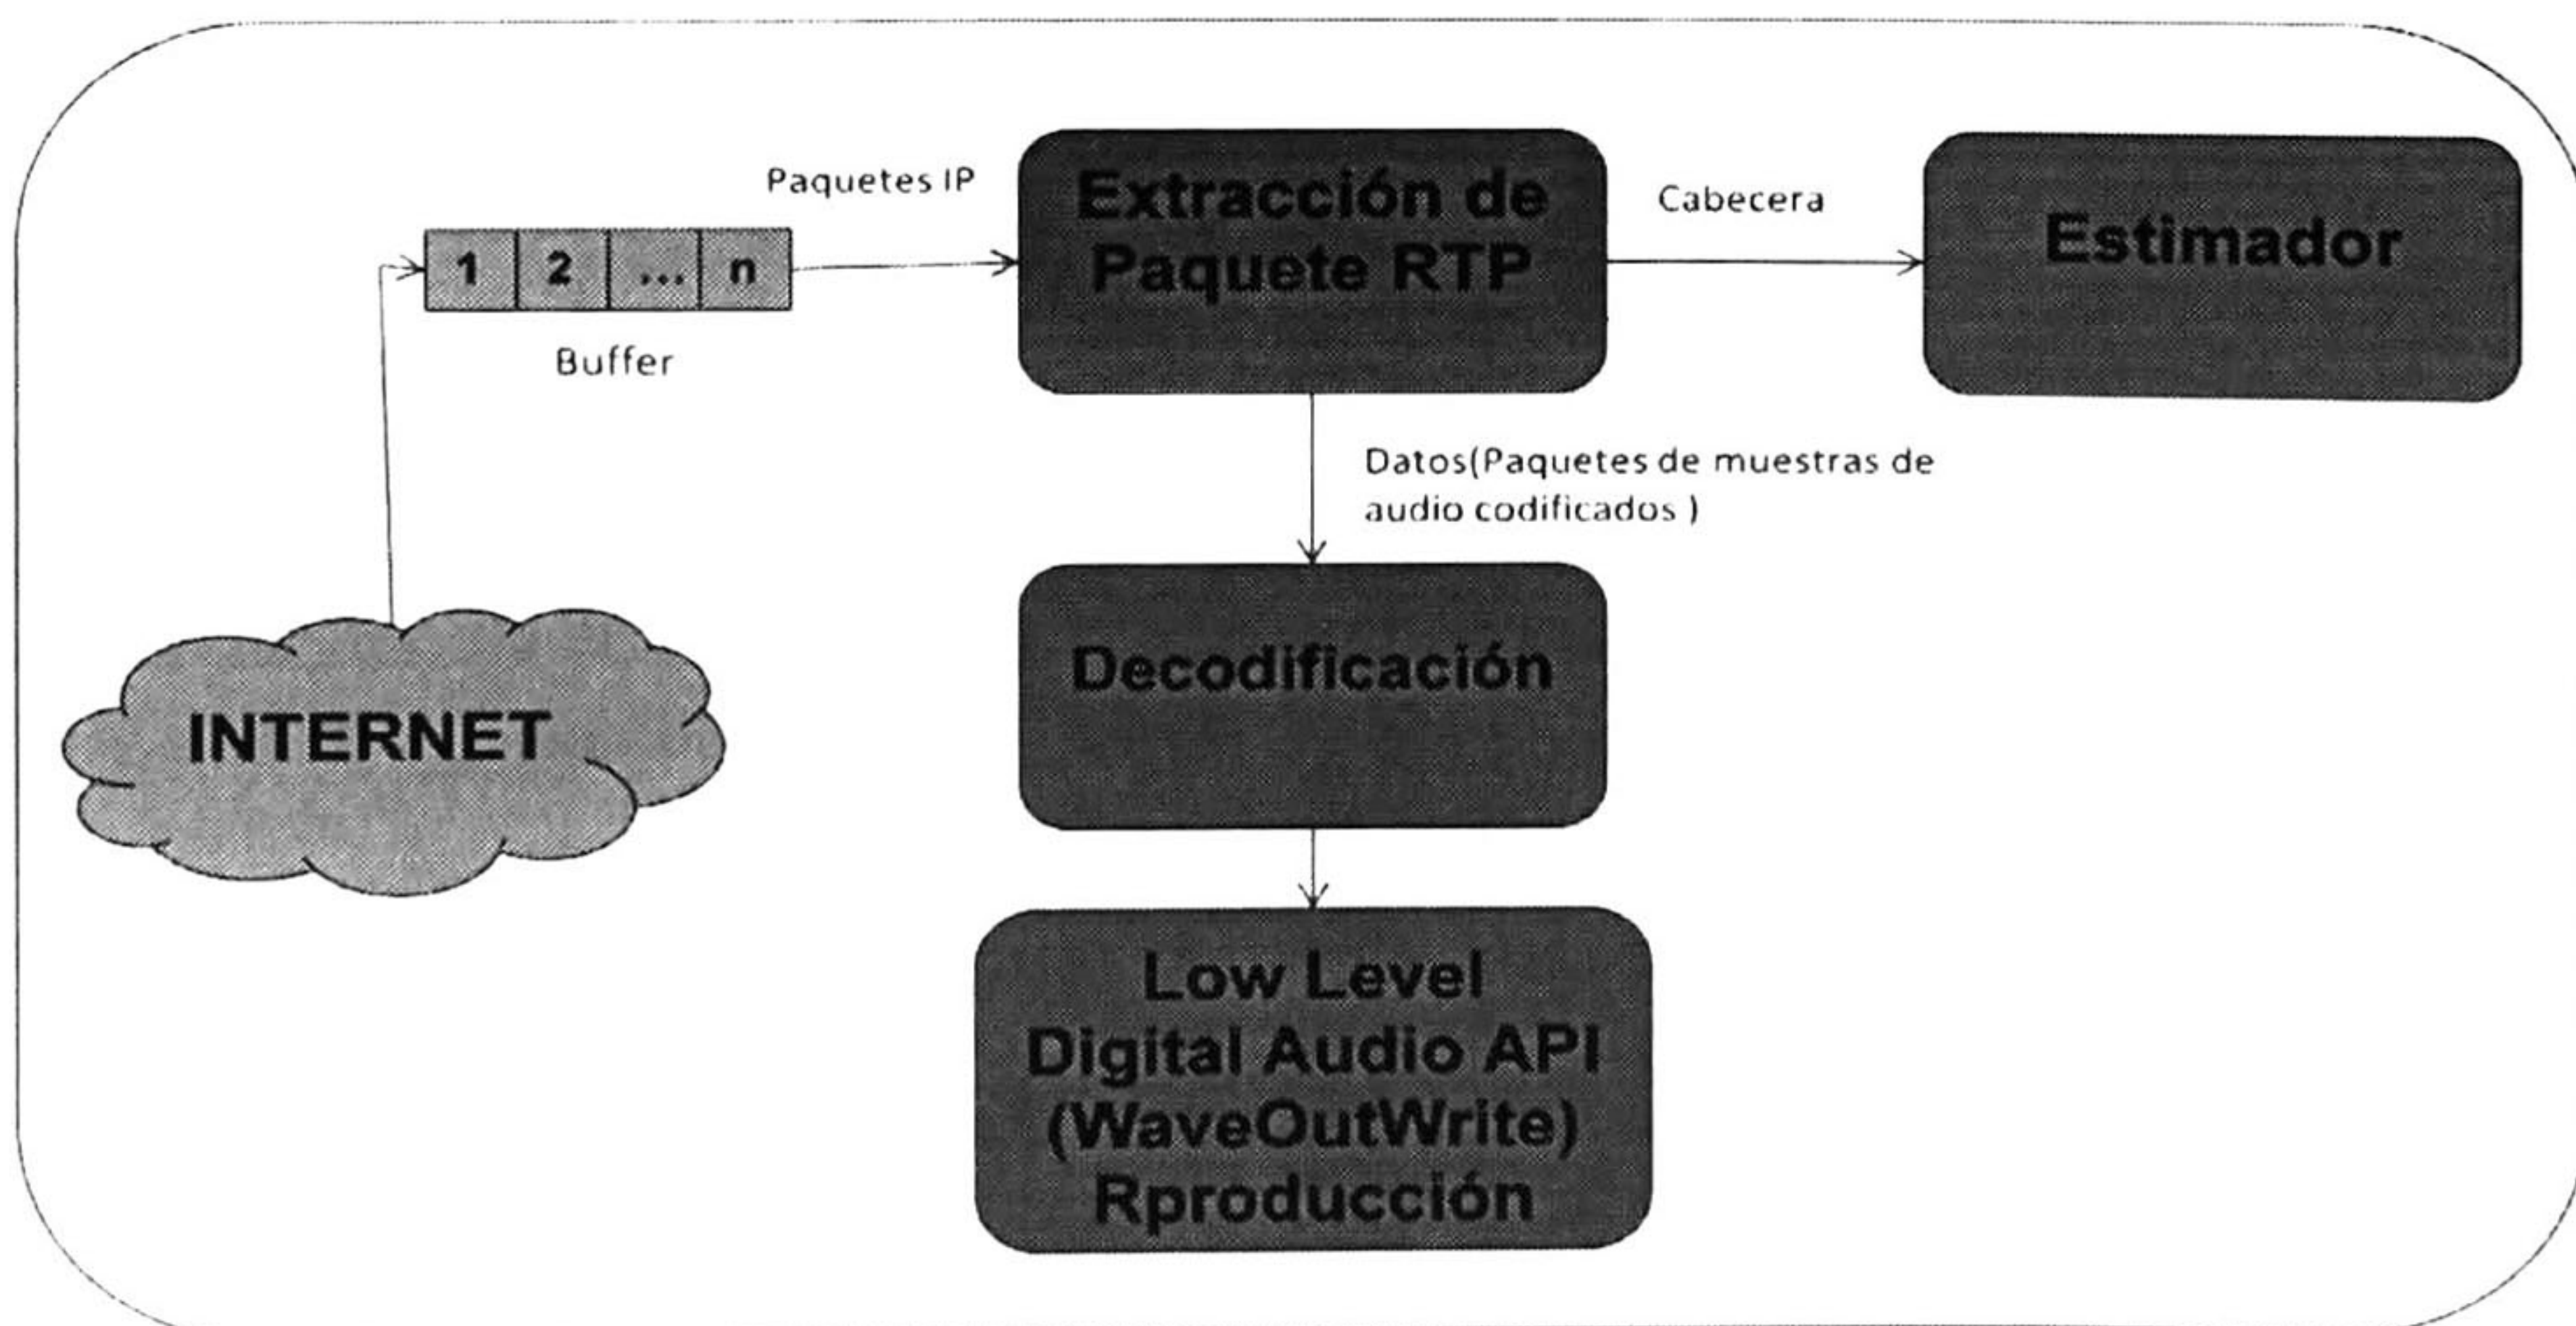 Paquetes IP
1 2 ... n
Buffer
Extracción de
Paquete RTP
Cabecera
Estimador
Datos(Paquetes de muestras de
audio codificados )
INTERNET
Decodificación
Low Level
Digital Audio API
(WaveOutWrite)
Rproducción